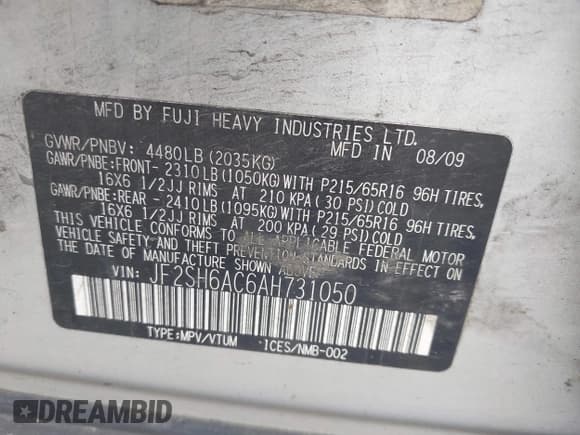 MFD BY FUJI HEAVY INDUSTRIES LTD.
GVWR/PNBV: 4480LB(2035KG) MFD IN 08/09
GAWR/PNBE:FRONT-2310LB(1050KG)WITH P215/65R16 96H TIRES,
16X6 1/2JJ RIMS AT 210 KPA(30 PSI)COLD
GAWR/PNBE:REAR -2410LB(1095KG)WITH P215/65R16 96H TIRES,
16X6 1/2JJ RIMS AT 200 KPA(29 PSI)COLD
THIS VEHICLE CONFORMS TO ALL APPLICABLE FEDERAL MOTOR
VEHICLE SAFETY AND THEFT PREVENTION STANDARDS IN EFFECT ON
THE DATE OF MANUFACTURE SHOWN ABOVE.
VIN: JF2SH6AC6AH731050
TYPE:MPV/VTUM ICES/NMB-002
DREAMBID